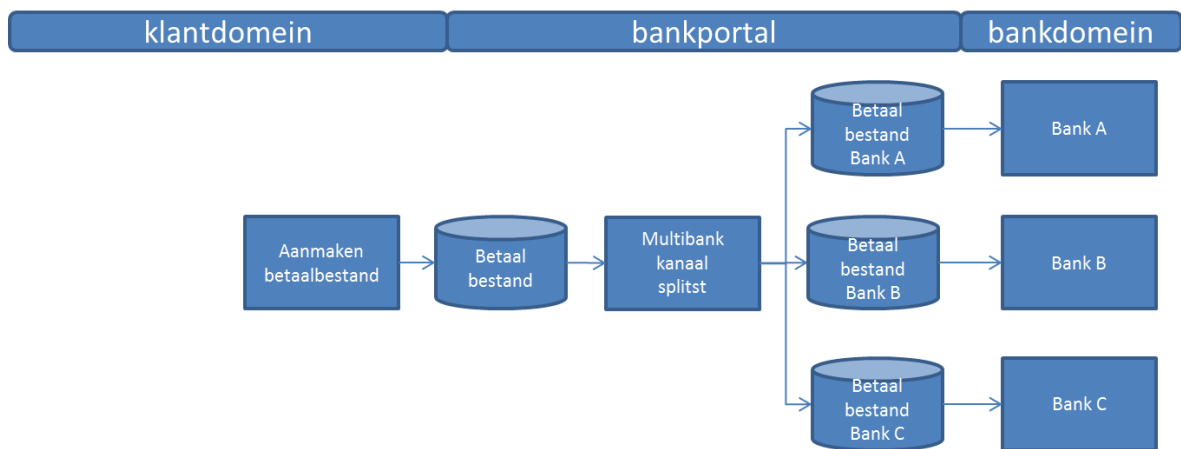 klantdomein
bankportal
bankdomein
Betaal
bestand
Bank A
Bank A
Aanmaken
betaalbestand
Betaal
bestand
Multibank
kanaal
splitst
Betaal
bestand
Bank B
Bank B
Betaal
bestand
Bank C
Bank C